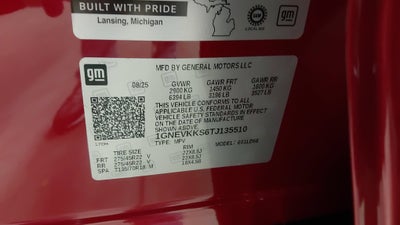 BUILT WITH PRIDE
Lansing, Michigan
gm
gm
MFD BY GENERAL MOTORS LLC
08/25 GVWR GAWR FRT GAWR RR
2900 KG 1450 KG 1600 KG
6394 LB 3196 LB 3527 LB
THIS VEHICLE CONFORMS TO ALL
APPLICABLE U.S. FEDERAL MOTOR
VEHICLE SAFETY STANDARDS IN
EFFECT ON THE DATE OF MANUFACTURE
SHOWN ABOVE.
1GNEVKKS6TJ135510
TYPE: MPV
TIRE SIZE RIM
FRT 275/45R22 V 22X8.5J
RR 275/45R22 V 22X8.5J
SPA T135/70R18 M 18X4.5B